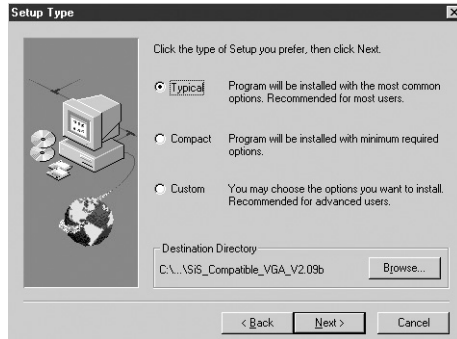 Setup Type
Click the type of Setup you prefer, then click Next.
Typical
Program will be installed with the most common
options. Recommended for most users.
Compact
Program will be installed with minimum required
options.
Custom
You may choose the options you want to install.
Recommended for advanced users.
Destination Directory
C:\...\SiS_Compatible_VGA_V2.09b
Browse...
< Back
Next >
Cancel